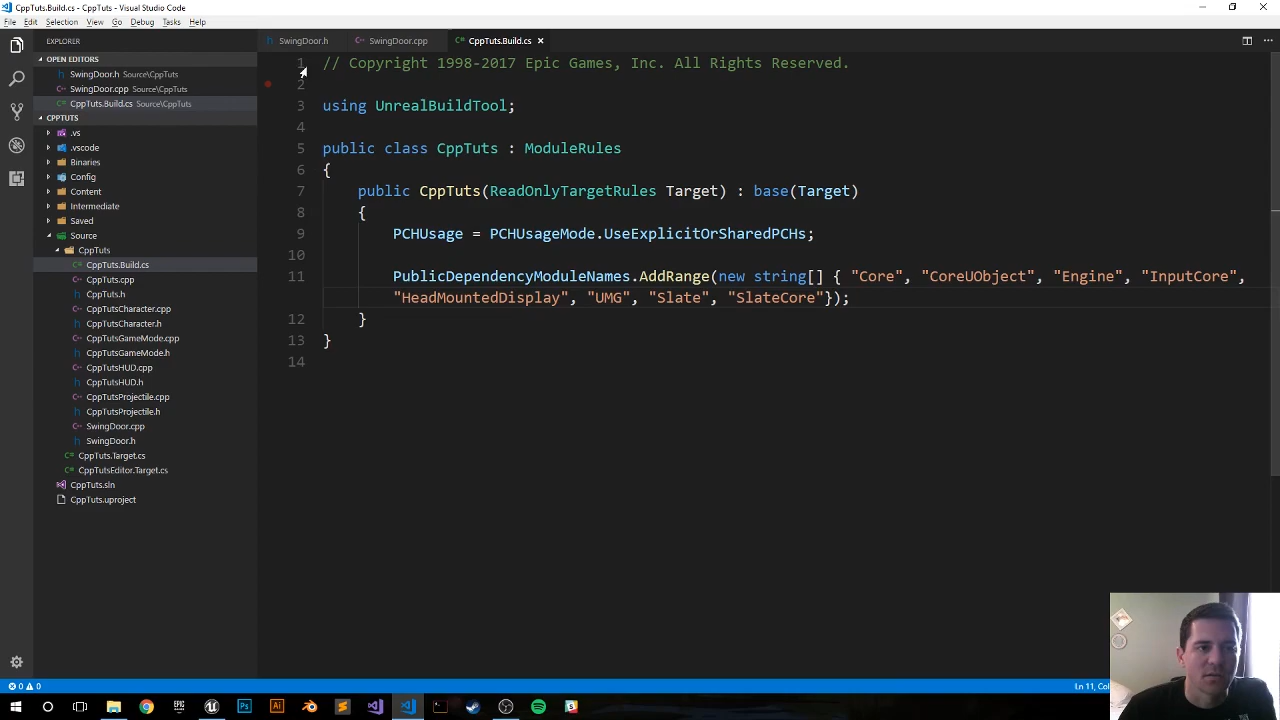 CppTuts.Build.cs - CppTuts - Visual Studio Code
File Edit Selection View Go Debug Tasks Help
EXPLORER
SwingDoor.h SwingDoor.cpp CppTuts.Build.cs
OPEN EDITORS
SwingDoor.h Source\CppTuts
SwingDoor.cpp Source\CppTuts
CppTuts.Build.cs Source\CppTuts
CPPTUTS
.vs
.vscode
Binaries
Config
Content
Intermediate
Saved
Source
CppTuts
CppTuts.Build.cs
CppTuts.cpp
CppTuts.h
CppTutsCharacter.cpp
CppTutsCharacter.h
CppTutsGameMode.cpp
CppTutsGameMode.h
CppTutsHUD.cpp
CppTutsHUD.h
CppTutsProjectile.cpp
CppTutsProjectile.h
SwingDoor.cpp
SwingDoor.h
CppTuts.Target.cs
CppTutsEditor.Target.cs
CppTuts.sln
CppTuts.uproject
1 // Copyright 1998-2017 Epic Games, Inc. All Rights Reserved.
2
3 using UnrealBuildTool;
4
5 public class CppTuts : ModuleRules
6 {
7 public CppTuts(ReadOnlyTargetRules Target) : base(Target)
8 {
9 PCHUsage = PCHUsageMode.UseExplicitOrSharedPCHs;
10
11 PublicDependencyModuleNames.AddRange(new string[] { "Core", "CoreUObject", "Engine", "InputCore",
"HeadMountedDisplay", "UMG", "Slate", "SlateCore"});
12 }
13 }
14
0 0
Ln 11, Col